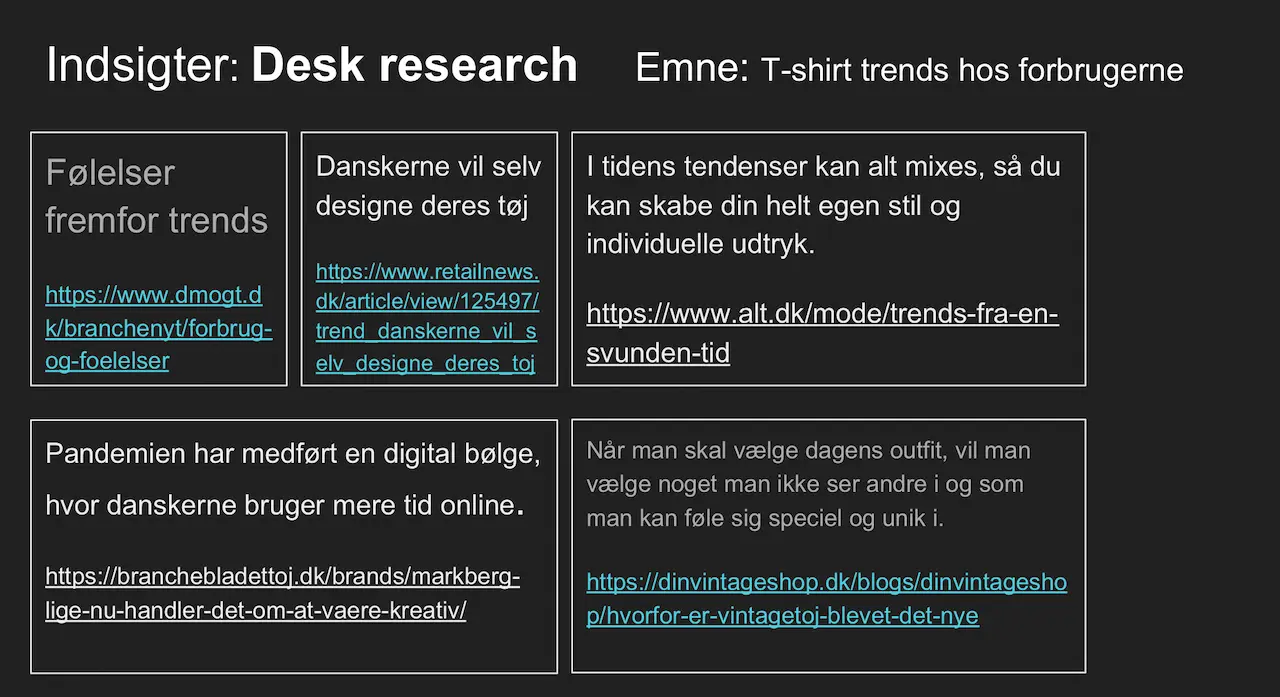 Indsigter: Desk research
Emne: T-shirt trends hos forbrugerne
Følelser
fremfor trends
https://www.dmogt.d
k/branchenyt/forbrug-
og-foelelser
Danskerne vil selv
designe deres tøj
https://www.retailnews.
dk/article/view/125497/
trend_danskerne_vil_s
elv_designe_deres_toj
I tidens tendenser kan alt mixes, så du
kan skabe din helt egen stil og
individuelle udtryk.
https://www.alt.dk/mode/trends-fra-en-
svunden-tid
Pandemien har medført en digital bølge,
hvor danskerne bruger mere tid online.
https://branchebladettoj.dk/brands/markberg-
lige-nu-handler-det-om-at-vaere-kreativ/
Når man skal vælge dagens outfit, vil man
vælge noget man ikke ser andre i og som
man kan føle sig speciel og unik i.
https://dinvintageshop.dk/blogs/dinvintagesho
p/hvorfor-er-vintagetoj-blevet-det-nye